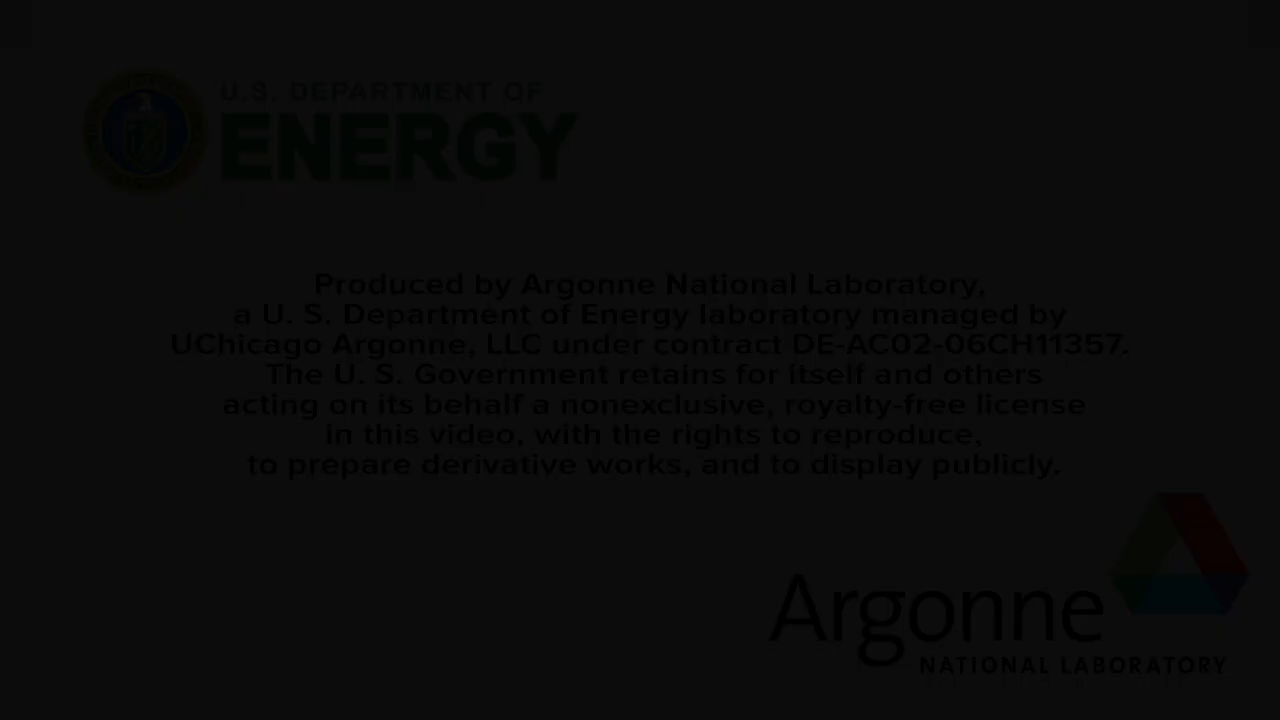 U.S. DEPARTMENT OF
ENERGY
Produced by Argonne National Laboratory,
a U. S. Department of Energy laboratory managed by
UChicago Argonne, LLC under contract DE-AC02-06CH11357.
The U. S. Government retains for itself and others
acting on its behalf a nonexclusive, royalty-free license
in this video, with the rights to reproduce,
to prepare derivative works, and to display publicly.
Argonne
NATIONAL LABORATORY